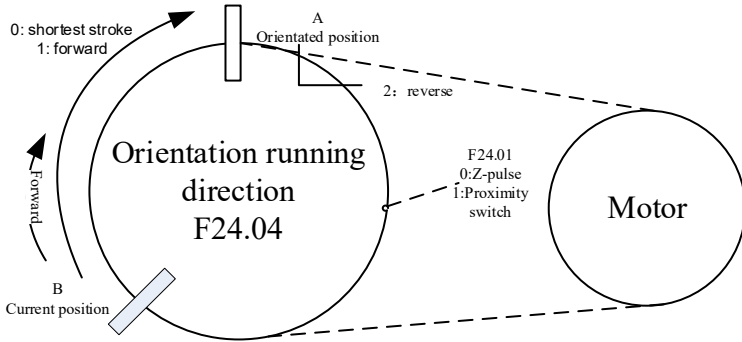 0: shortest stroke
1: forward
A
Orientated position
2：reverse
Orientation running
direction
F24.04
F24.01
0:Z-pulse
1:Proximity
switch
Motor
Forward
B
Current position